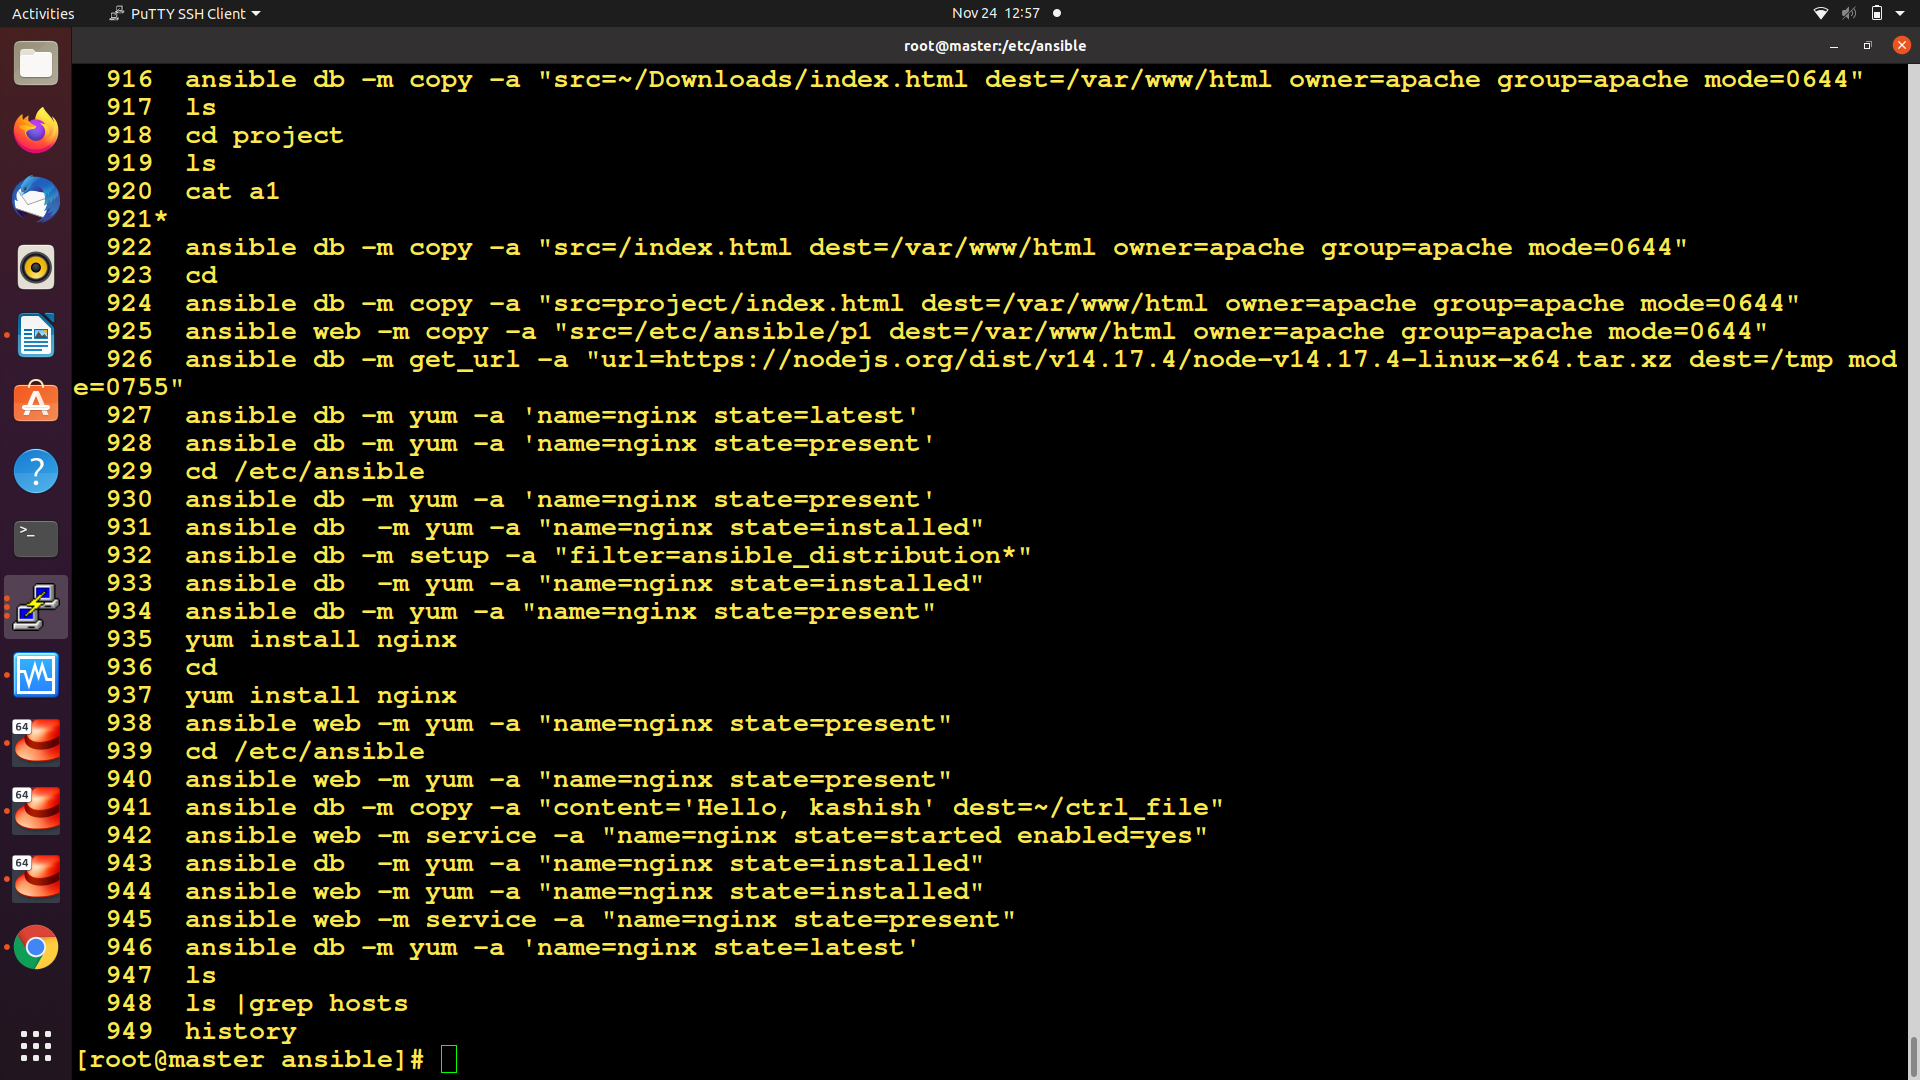 Activities
PuTTY SSH Client
Nov 24 12:57
root@master:/etc/ansible
916 ansible db -m copy -a "src=~/Downloads/index.html dest=/var/www/html owner=apache group=apache mode=0644"
917 ls
918 cd project
919 ls
920 cat a1
921*
922 ansible db -m copy -a "src=/index.html dest=/var/www/html owner=apache group=apache mode=0644"
923 cd
924 ansible db -m copy -a "src=project/index.html dest=/var/www/html owner=apache group=apache mode=0644"
925 ansible web -m copy -a "src=/etc/ansible/p1 dest=/var/www/html owner=apache group=apache mode=0644"
926 ansible db -m get_url -a "url=https://nodejs.org/dist/v14.17.4/node-v14.17.4-linux-x64.tar.xz dest=/tmp mod
e=0755"
927 ansible db -m yum -a 'name=nginx state=latest'
928 ansible db -m yum -a 'name=nginx state=present'
929 cd /etc/ansible
930 ansible db -m yum -a 'name=nginx state=present'
931 ansible db  -m yum -a "name=nginx state=installed"
932 ansible db -m setup -a "filter=ansible_distribution*"
933 ansible db  -m yum -a "name=nginx state=installed"
934 ansible db -m yum -a "name=nginx state=present"
935 yum install nginx
936 cd
937 yum install nginx
938 ansible web -m yum -a "name=nginx state=present"
939 cd /etc/ansible
940 ansible web -m yum -a "name=nginx state=present"
941 ansible db -m copy -a "content='Hello, kashish' dest=~/ctrl_file"
942 ansible web -m service -a "name=nginx state=started enabled=yes"
943 ansible db  -m yum -a "name=nginx state=installed"
944 ansible web -m yum -a "name=nginx state=installed"
945 ansible web -m service -a "name=nginx state=present"
946 ansible db -m yum -a 'name=nginx state=latest'
947 ls
948 ls |grep hosts
949 history
[root@master ansible]#
64
64
64